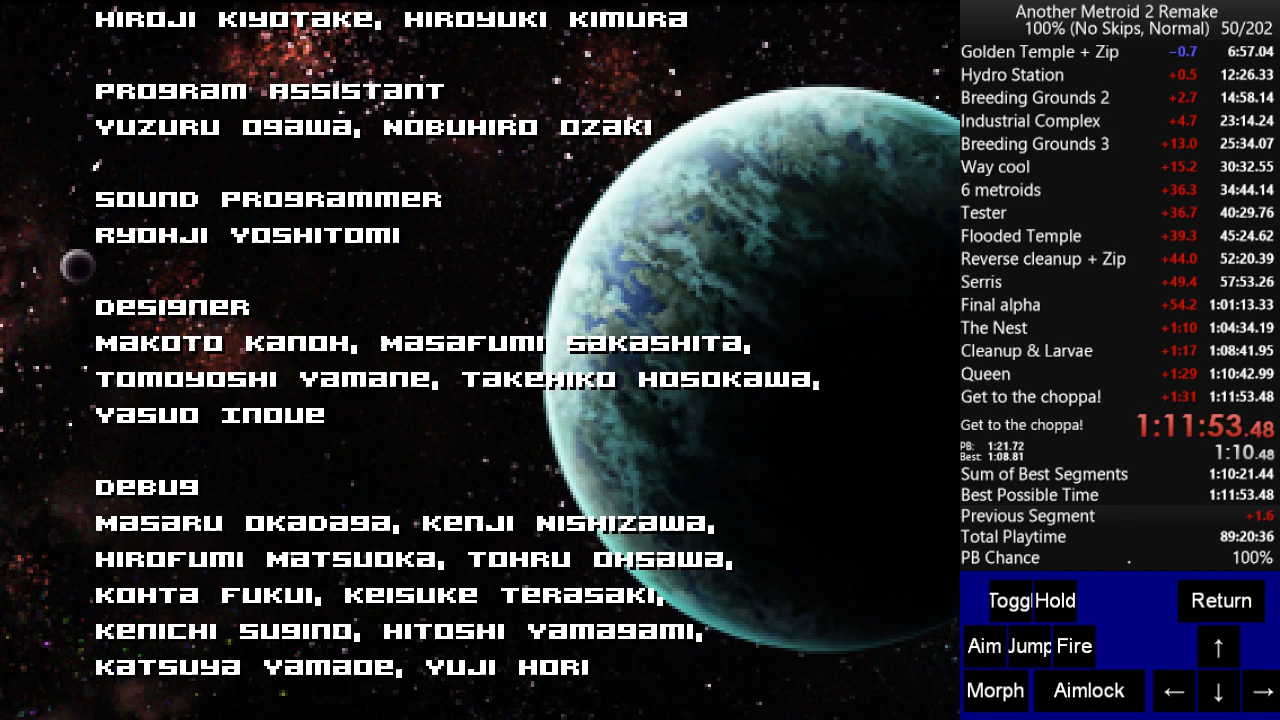 HIROJI KIYOTAKE, HIROYUKI KIMURA
PROGRAM ASSISTANT
YUZURU OGAWA, NOBUHIRO OZAKI
SOUND PROGRAMMER
RYOHJI YOSHITOMI
DESIGNER
MAKOTO KANOH, MASAFUMI SAKASHITA,
TOMOYOSHI YAMANE, TAKEHIKO HOSOKAWA,
YASUO INOUE
DEBUG
MASARU OKADAGA, KENJI NISHIZAWA,
HIROFUMI MATSUOKA, TOHRU OHSAWA,
KOHTA FUKUI, KEISUKE TERASAKI,
KENICHI SUGINO, HITOSHI YAMAGAMI,
KATSUYA YAMADE, YUJI HORI
Another Metroid 2 Remake
100% (No Skips, Normal) 50/202
Golden Temple + Zip −0.7 6:57.04
Hydro Station +0.5 12:26.33
Breeding Grounds 2 +2.7 14:58.14
Industrial Complex +4.7 23:14.24
Breeding Grounds 3 +13.0 25:34.07
Way cool +15.2 30:32.55
6 metroids +36.3 34:44.14
Tester +36.7 40:29.76
Flooded Temple +39.3 45:24.62
Reverse cleanup + Zip +44.0 52:20.39
Serris +49.4 57:53.26
Final alpha +54.2 1:01:13.33
The Nest +1:10 1:04:34.19
Cleanup & Larvae +1:17 1:08:41.95
Queen +1:29 1:10:42.99
Get to the choppa! +1:31 1:11:53.48
Get to the choppa! 1:11:53.48
PB: 1:21.72
Best: 1:08.81 1:10.48
Sum of Best Segments 1:10:21.44
Best Possible Time 1:11:53.48
Previous Segment +1.6
Total Playtime 89:20:36
PB Chance . 100%
Togg Hold Return
Aim Jump Fire ↑
Morph Aimlock ← ↓ →